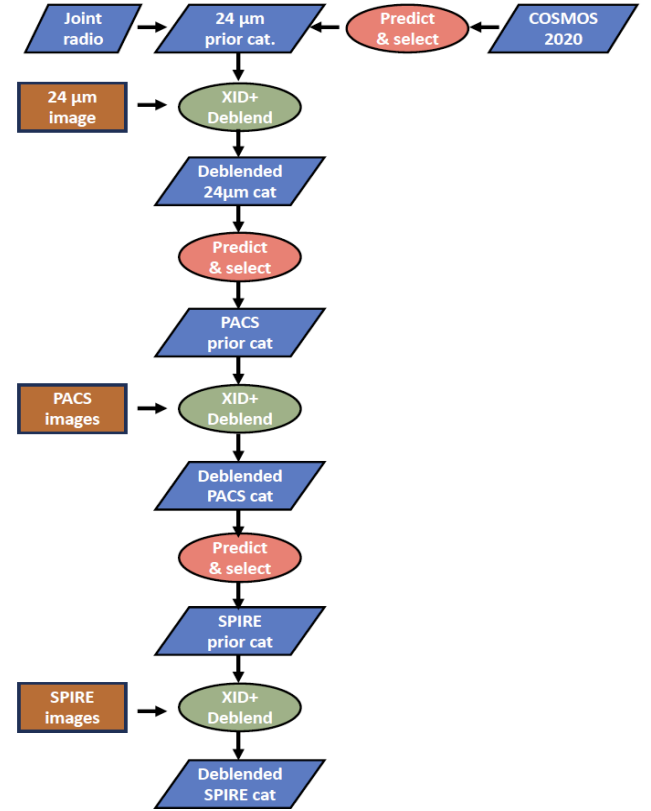 Joint
radio
24 μm
prior cat.
Predict
& select
COSMOS
2020
24 μm
image
XID+
Deblend
Deblended
24μm cat
Predict
& select
PACS
prior cat
PACS
images
XID+
Deblend
Deblended
PACS cat
Predict
& select
SPIRE
prior cat
SPIRE
images
XID+
Deblend
Deblended
SPIRE cat